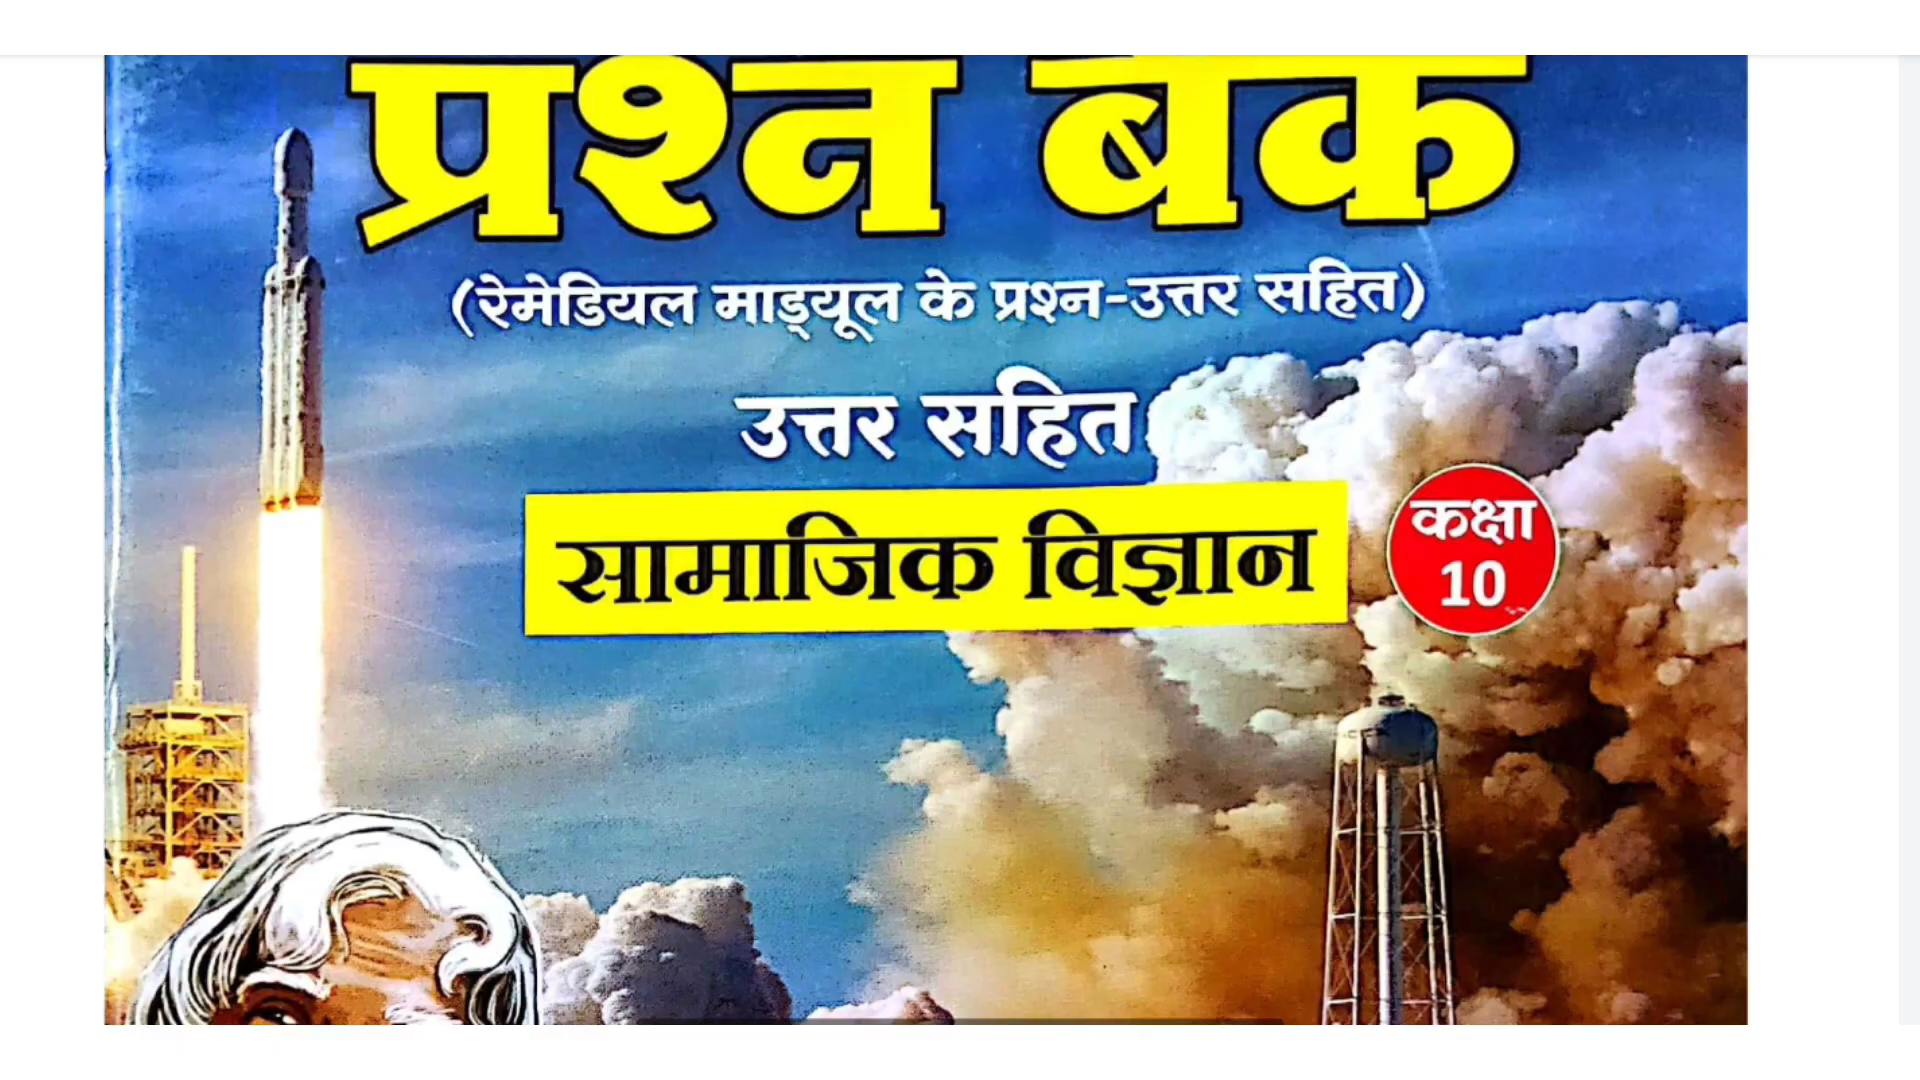 प्रश्न बैंक
(रेमेडियल माड्यूल के प्रश्न-उत्तर सहित)
उत्तर सहित
सामाजिक विज्ञान
कक्षा
10